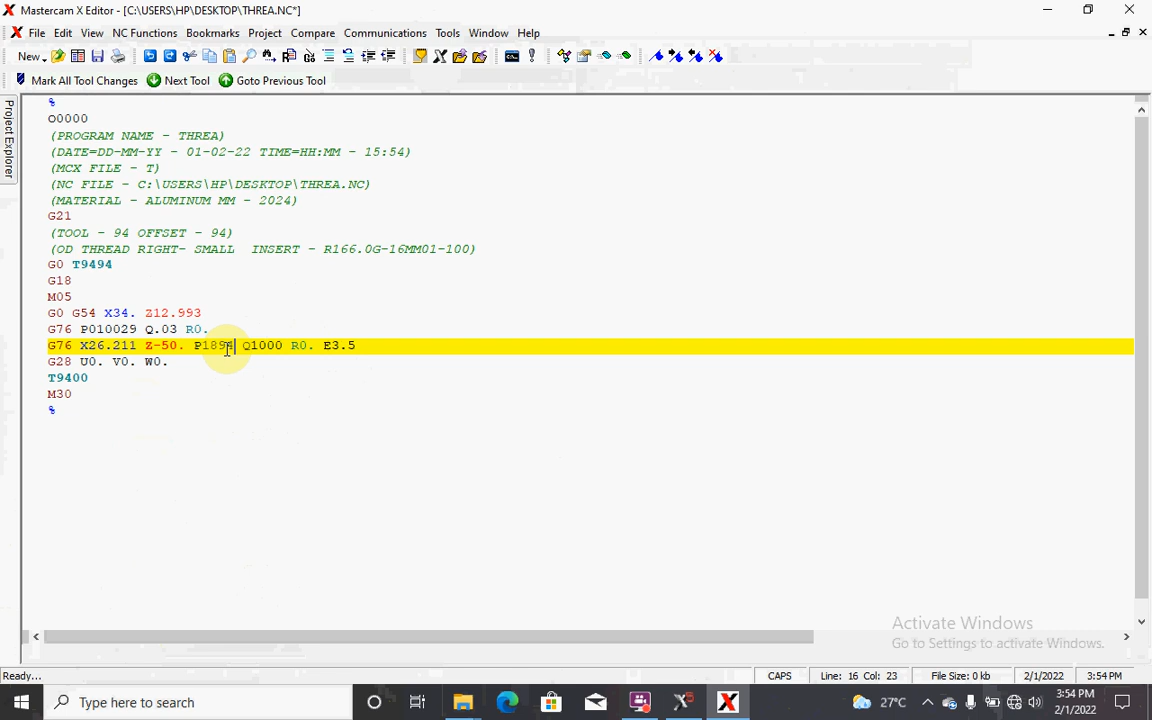 Mastercam X Editor - [C:\USERS\HP\DESKTOP\THREA.NC*]
File Edit View NC Functions Bookmarks Project Compare Communications Tools Window Help
New
Mark All Tool Changes Next Tool Goto Previous Tool
Project Explorer
%
O0000
(PROGRAM NAME - THREA)
(DATE=DD-MM-YY - 01-02-22 TIME=HH:MM - 15:54)
(MCX FILE - T)
(NC FILE - C:\USERS\HP\DESKTOP\THREA.NC)
(MATERIAL - ALUMINUM MM - 2024)
G21
(TOOL - 94 OFFSET - 94)
(OD THREAD RIGHT- SMALL INSERT - R166.0G-16MM01-100)
G0 T9494
G18
M05
G0 G54 X34. Z12.993
G76 P010029 Q.03 R0.
G76 X26.211 Z-50. P1894 Q1000 R0. E3.5
G28 U0. V0. W0.
T9400
M30
%
Activate Windows
Go to Settings to activate Windows.
Ready... CAPS Line: 16 Col: 23 File Size: 0 kb 2/1/2022 3:54 PM
Type here to search 27°C 3:54 PM
2/1/2022